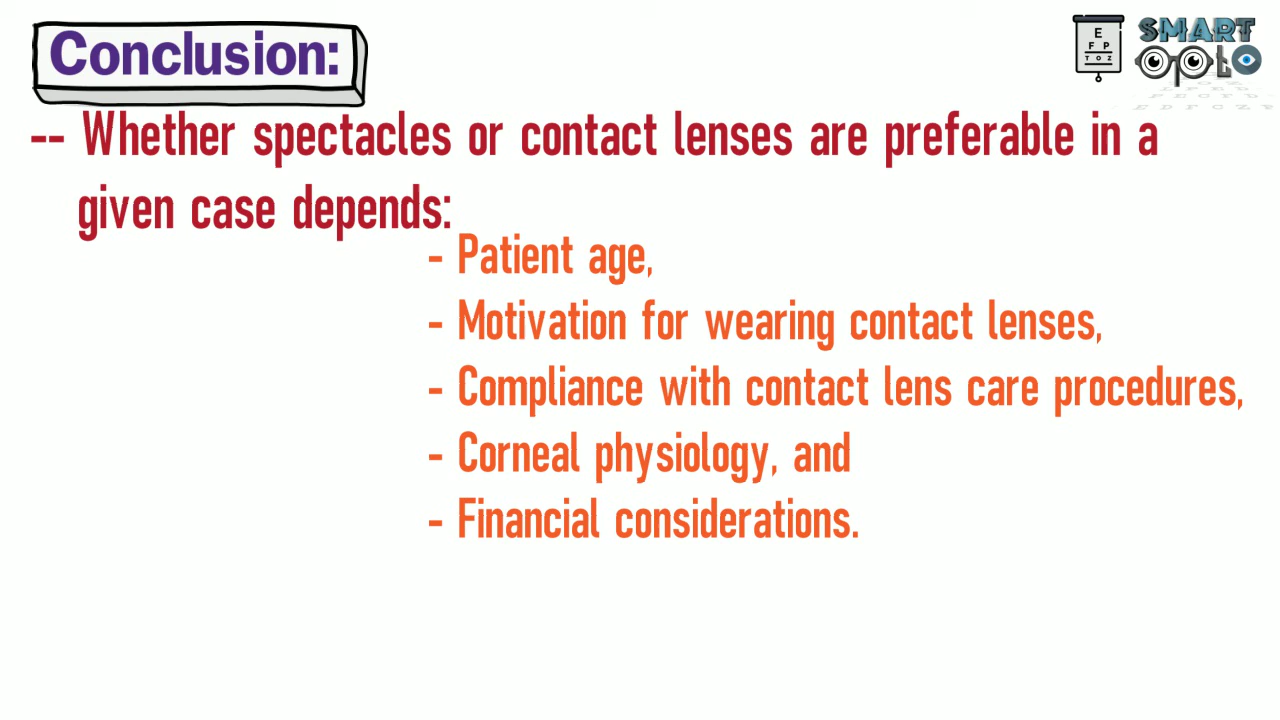 Conclusion:
E
F P
T O Z
SMART
opto
-- Whether spectacles or contact lenses are preferable in a
given case depends:
- Patient age,
- Motivation for wearing contact lenses,
- Compliance with contact lens care procedures,
- Corneal physiology, and
- Financial considerations.